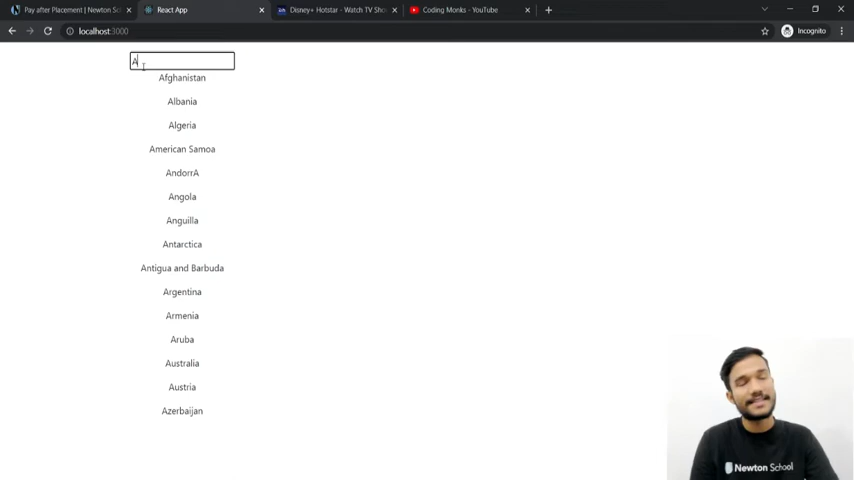 Pay after Placement | Newton Sc
React App
Disney+ Hotstar - Watch TV Sho
Coding Monks - YouTube
localhost:3000
Incognito
A
Afghanistan
Albania
Algeria
American Samoa
AndorrA
Angola
Anguilla
Antarctica
Antigua and Barbuda
Argentina
Armenia
Aruba
Australia
Austria
Azerbaijan
Newton School